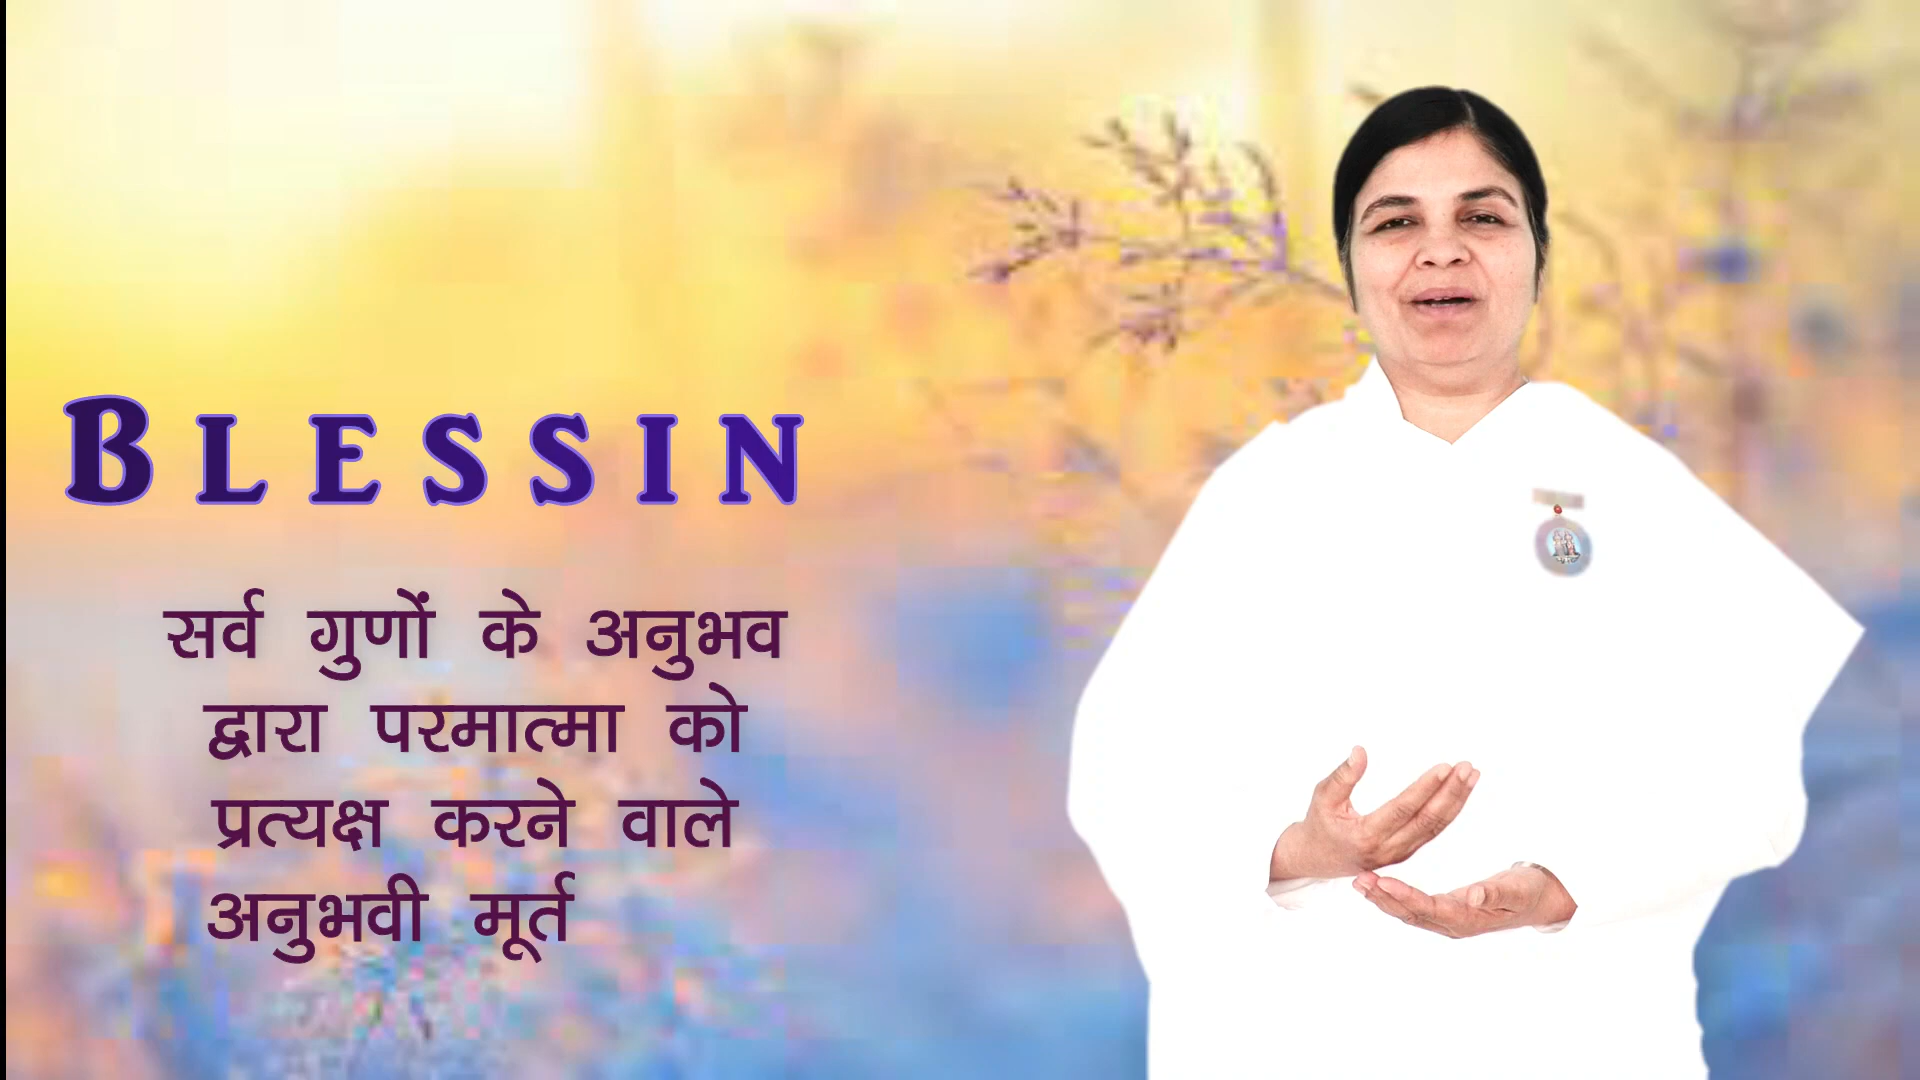 BLESSIN
सर्व गुणों के अनुभव
द्वारा परमात्मा को
प्रत्यक्ष करने वाले
अनुभवी मूर्त